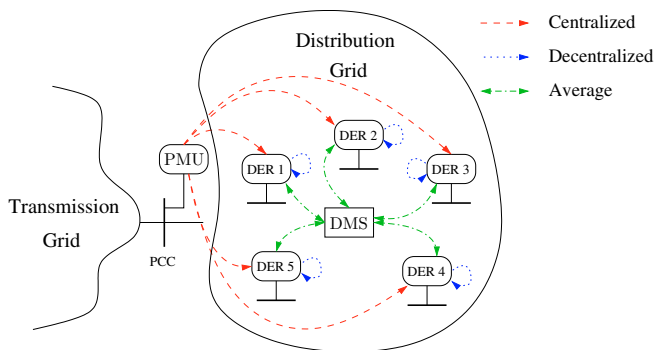 Centralized
Decentralized
Average
Distribution
Grid
DER 2
PMU
DER 1
DER 3
Transmission
Grid
DMS
PCC
DER 5
DER 4